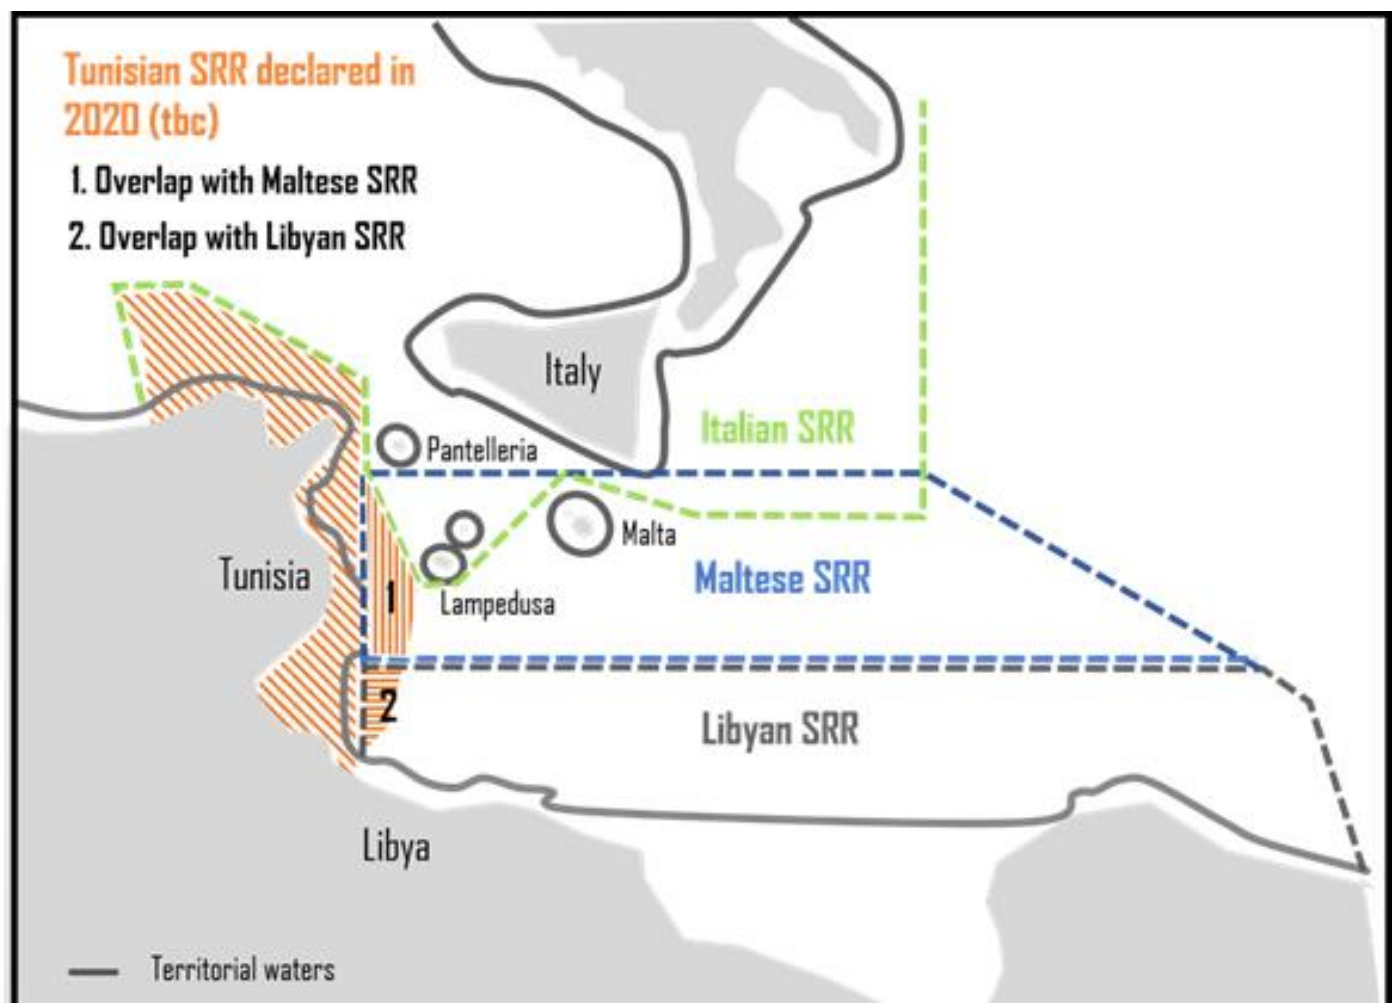 Tunisian SRR declared in
2020 (tbc)
1. Overlap with Maltese SRR
2. Overlap with Libyan SRR
Italy
Italian SRR
Pantelleria
Malta
Tunisia
Maltese SRR
1
Lampedusa
2
Libyan SRR
Libya
Territorial waters